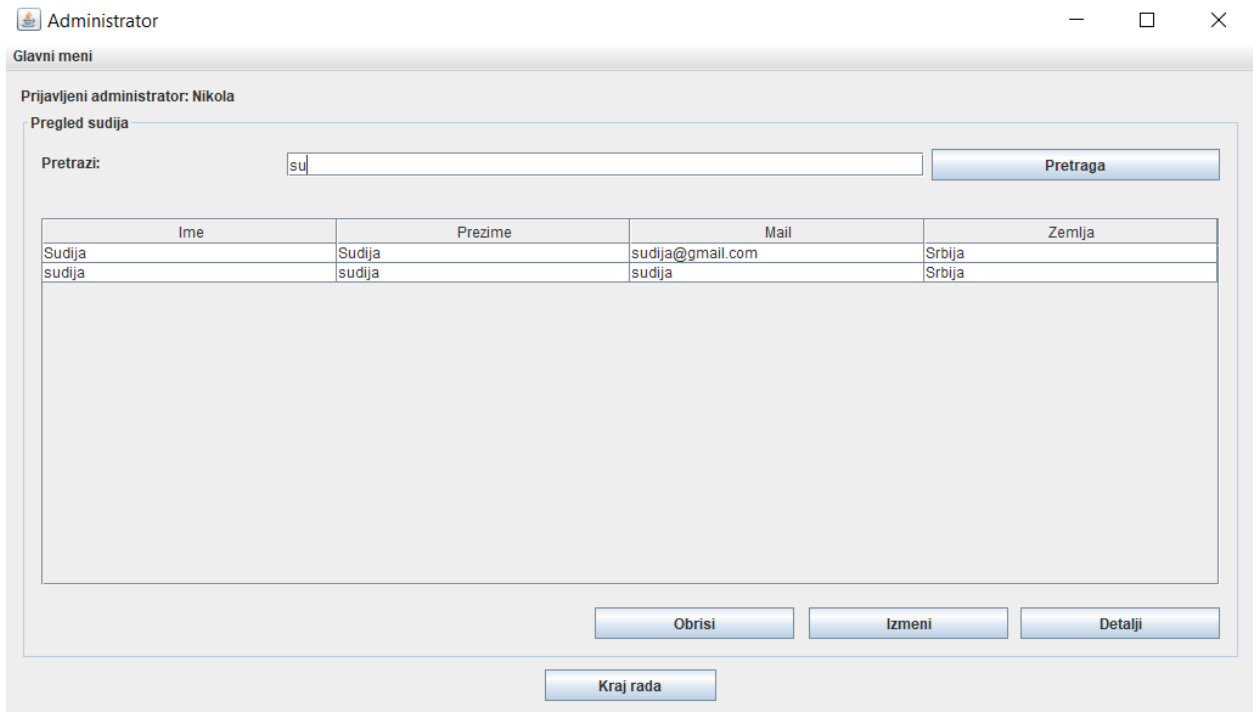 Administrator
Glavni meni
Prijavljeni administrator: Nikola
Pregled sudija
Pretrazi: su Pretraga
Ime Prezime Mail Zemlja
Sudija Sudija sudija@gmail.com Srbija
sudija sudija sudija Srbija
Obrisi Izmeni Detalji
Kraj rada